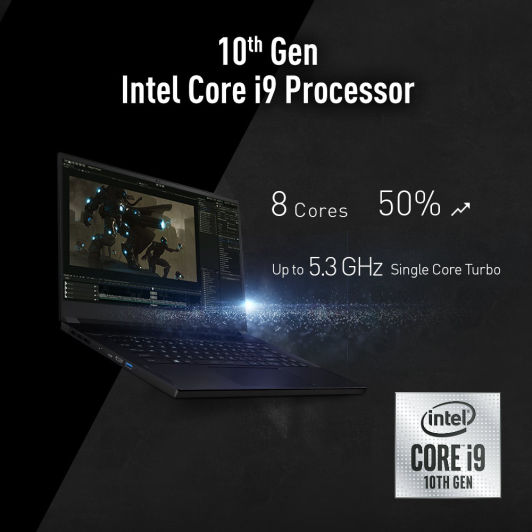 10th Gen
Intel Core i9 Processor
8 Cores 50%
Up to 5.3 GHz Single Core Turbo
intel
CORE i9
10TH GEN